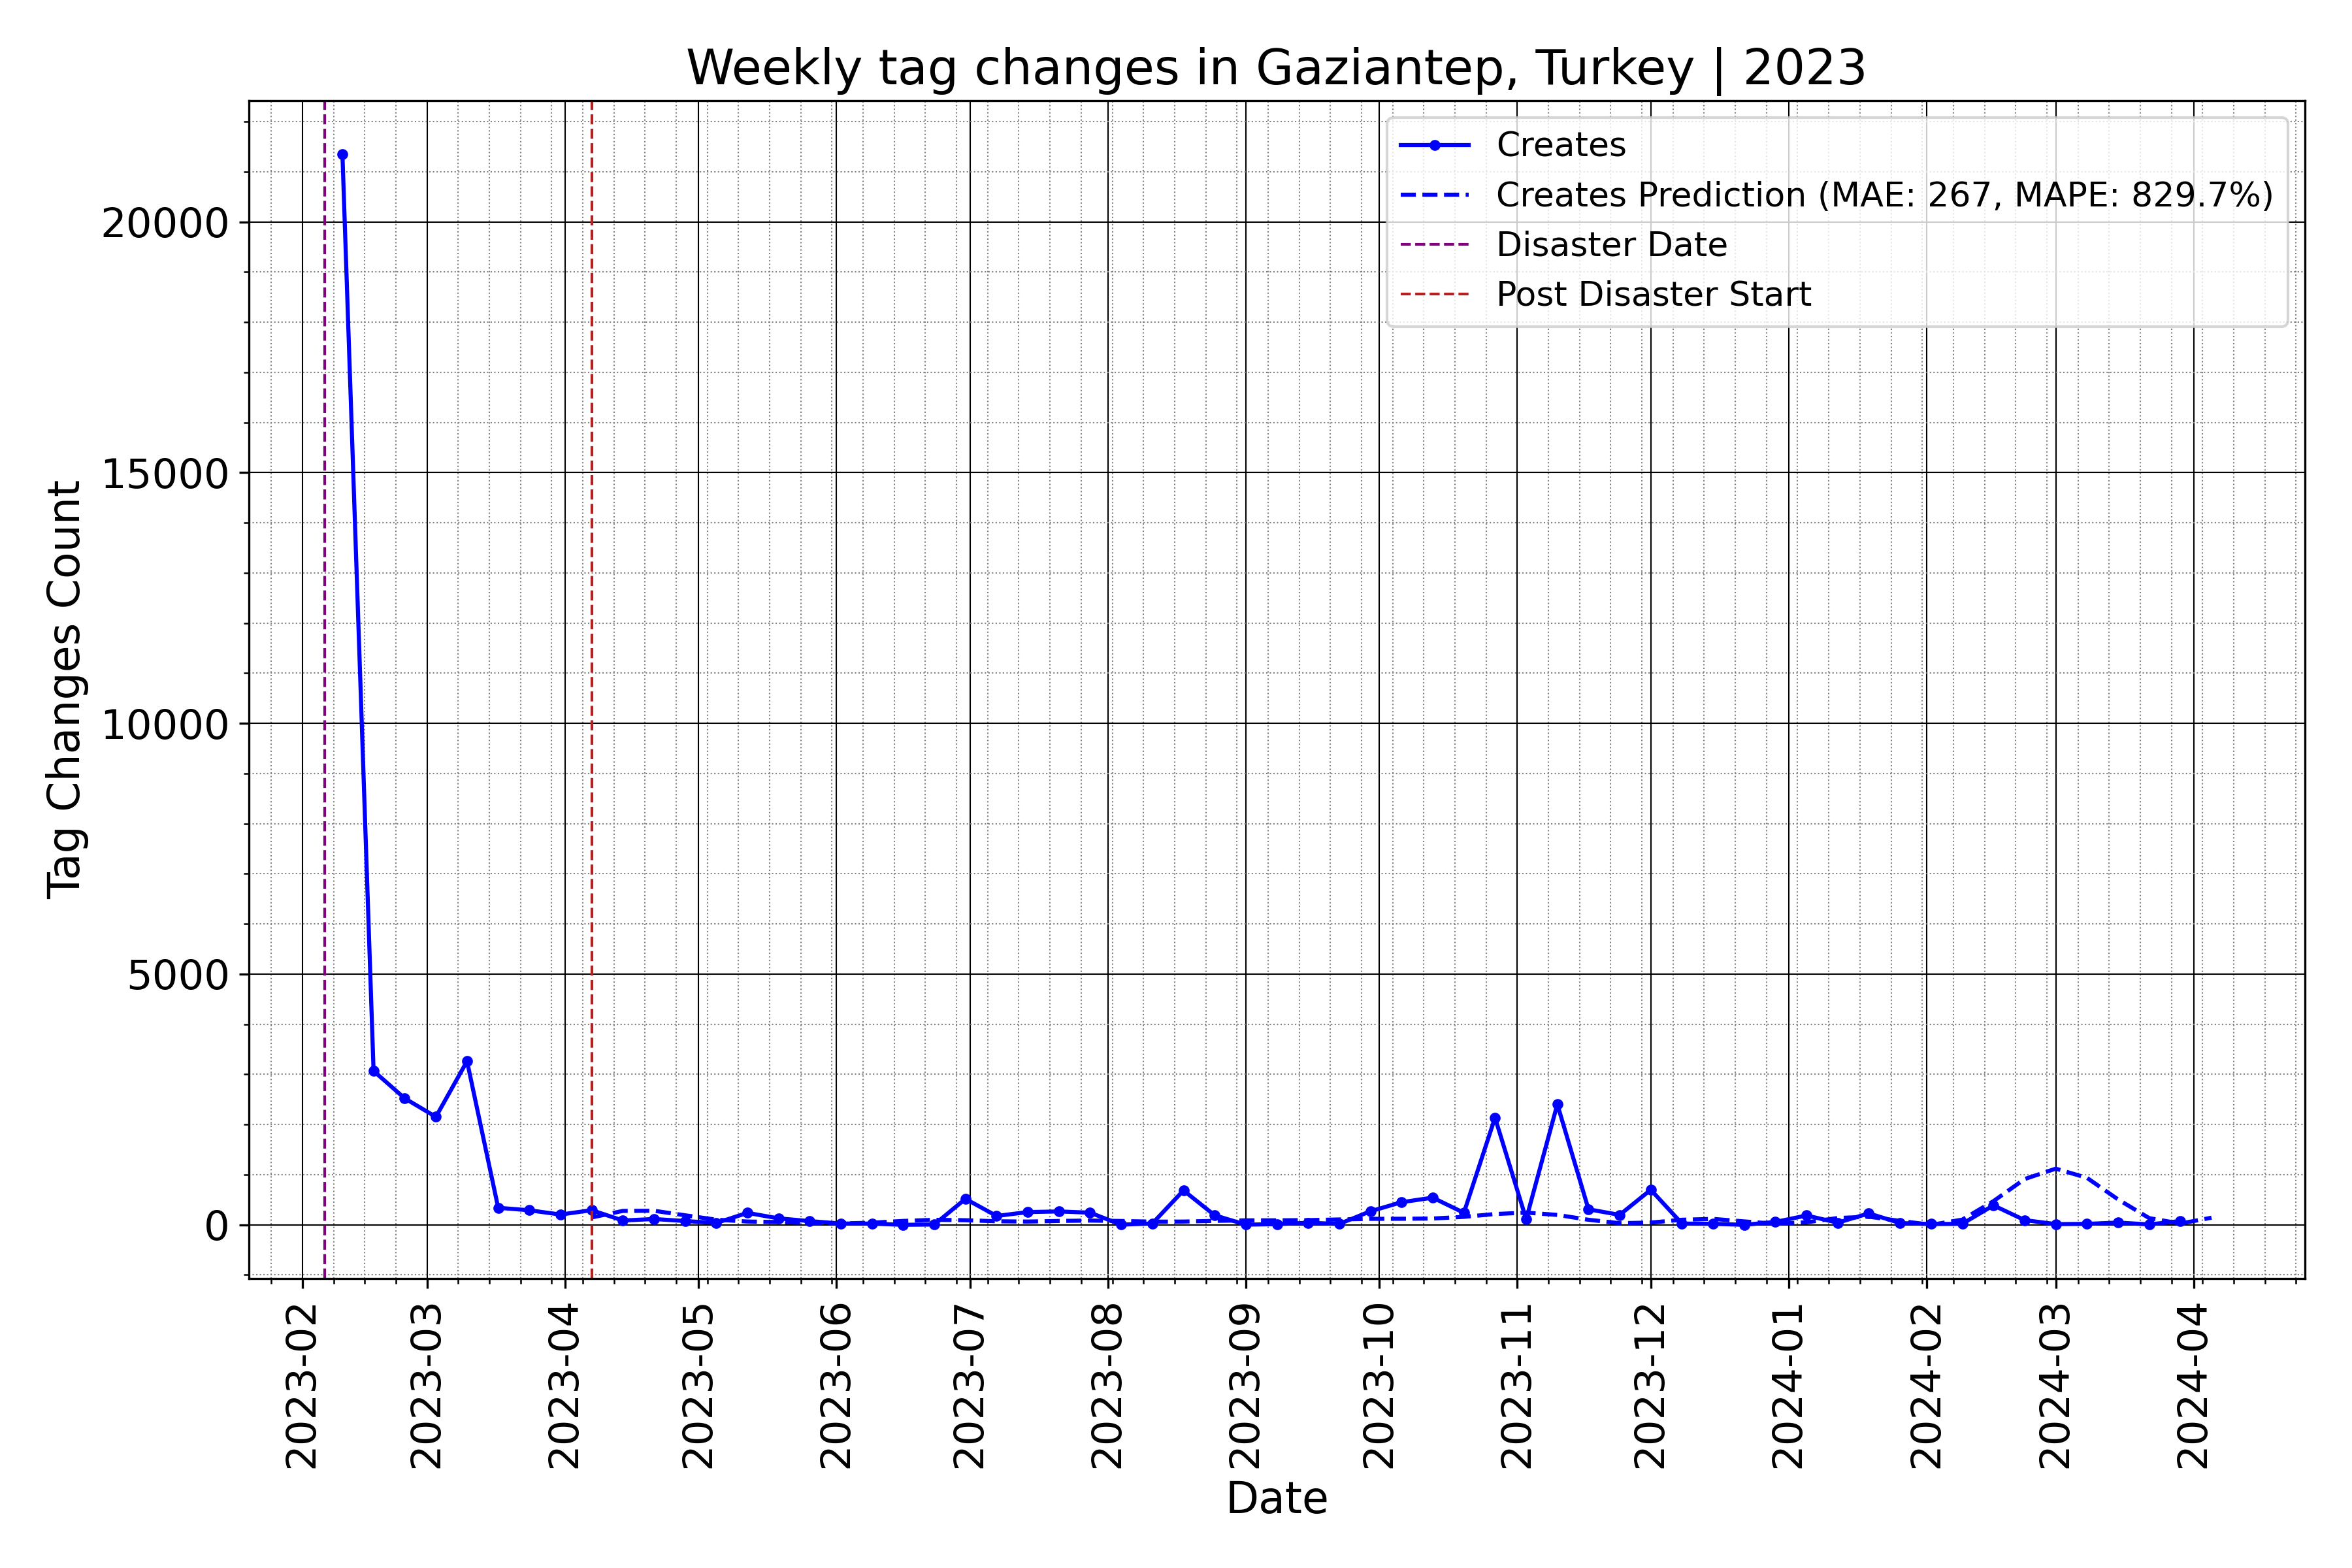 Weekly tag changes in Gaziantep, Turkey | 2023
Creates
Creates Prediction (MAE: 267, MAPE: 829.7%)
Disaster Date
Post Disaster Start
Tag Changes Count
20000
15000
10000
5000
0
2023-02
2023-03
2023-04
2023-05
2023-06
2023-07
2023-08
2023-09
2023-10
2023-11
2023-12
2024-01
2024-02
2024-03
2024-04
Date